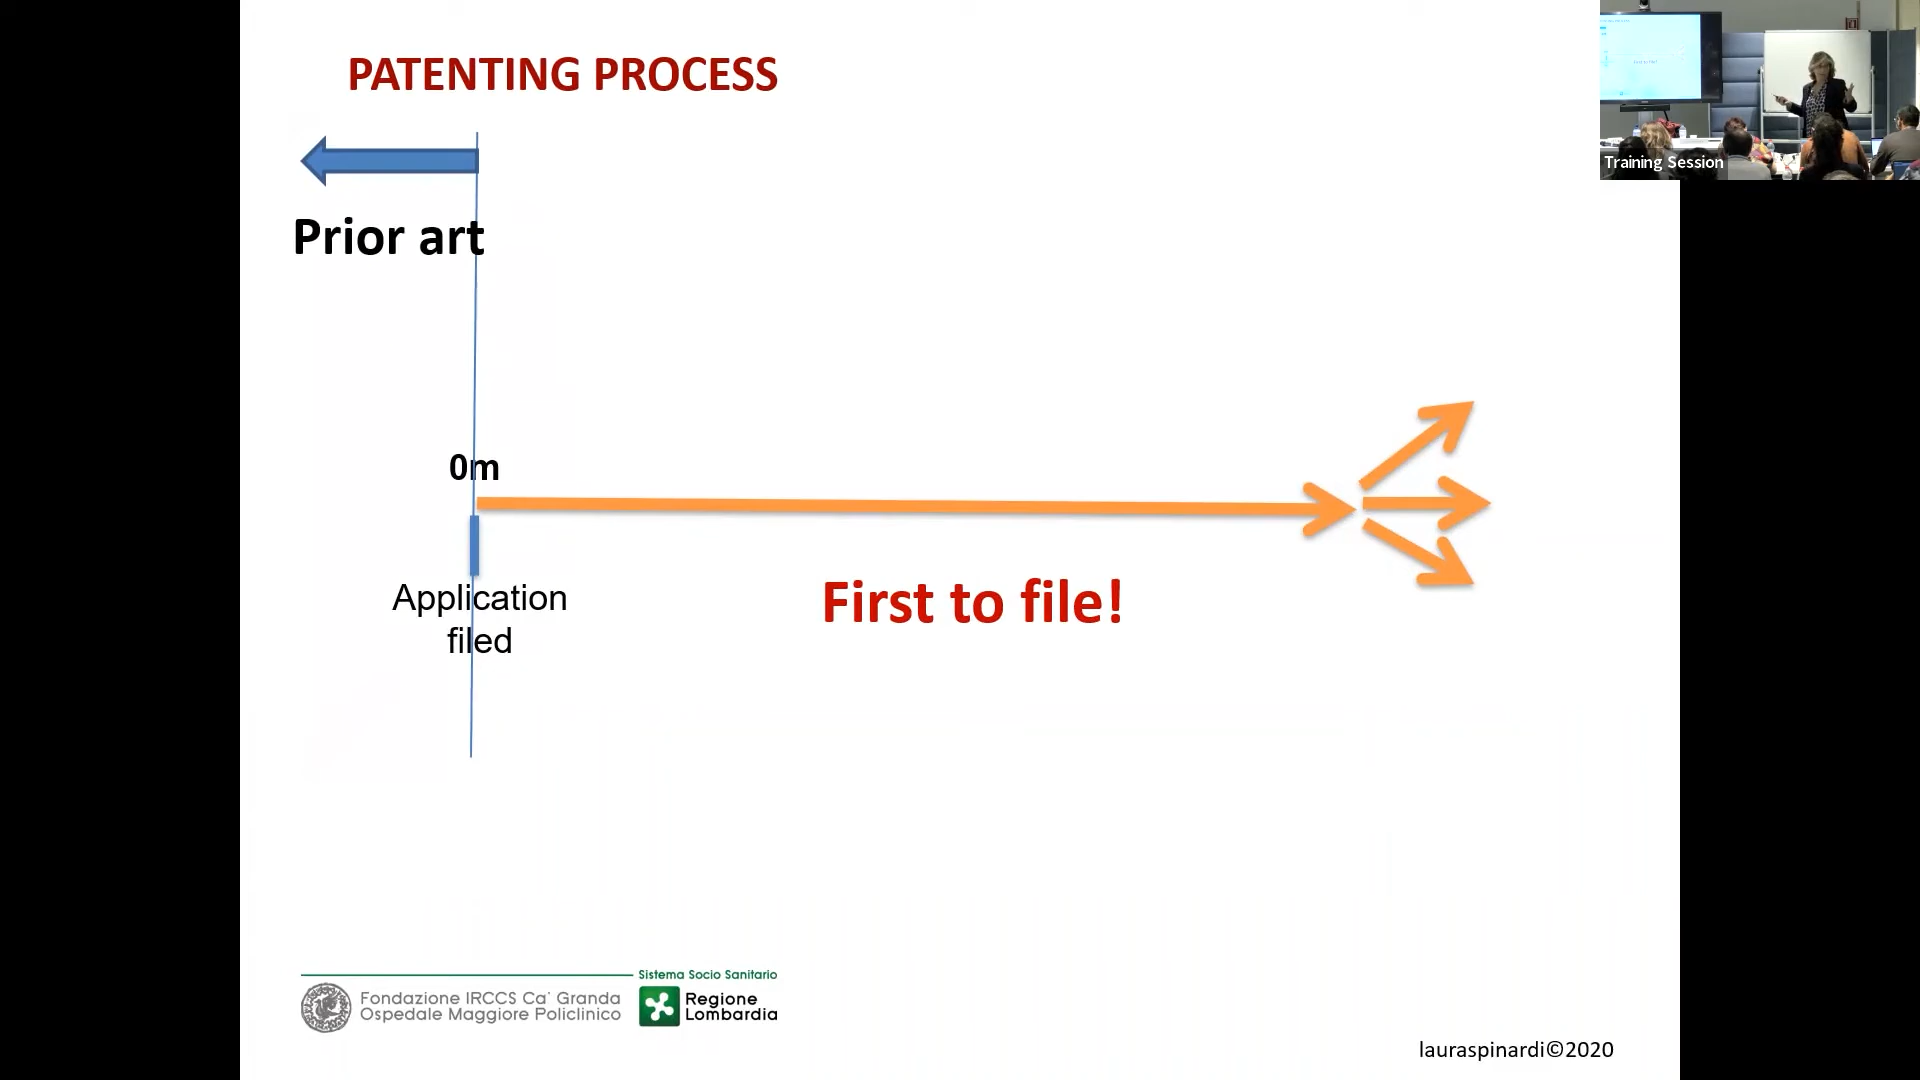 PATENTING PROCESS
Training Session
Prior art
0m
Application
filed
First to file!
Sistema Socio Sanitario
Fondazione IRCCS Ca' Granda
Ospedale Maggiore Policlinico
Regione
Lombardia
lauraspinardi©2020